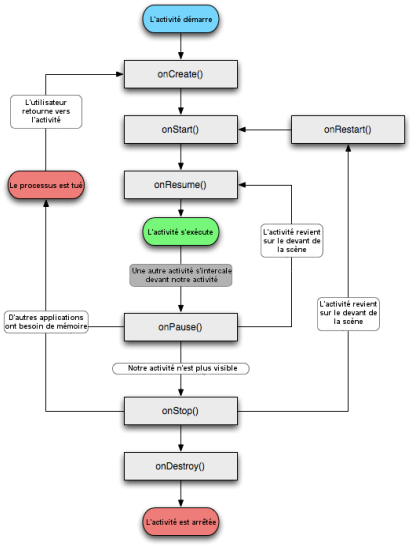 L'activité démarre
onCreate()
L'utilisateur
retourne vers
l'activité
onStart()
onRestart()
Le processus est tué
onResume()
L'activité s'exécute
L'activité revient
sur le devant de
la scène
Une autre activité s'intercale
devant notre activité
L'activité revient
sur le devant de
la scène
D'autres applications
ont besoin de mémoire
onPause()
Notre activité n'est plus visible
onStop()
onDestroy()
L'activité est arrêtée